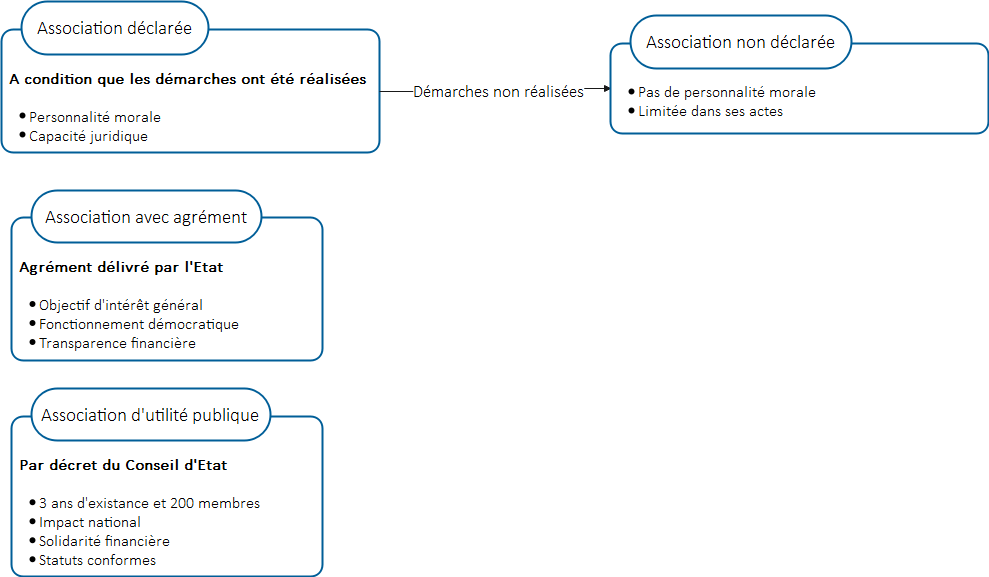 Association déclarée
A condition que les démarches ont été réalisées
• Personnalité morale
• Capacité juridique
Démarches non réalisées
Association non déclarée
• Pas de personnalité morale
• Limitée dans ses actes
Association avec agrément
Agrément délivré par l'Etat
• Objectif d'intérêt général
• Fonctionnement démocratique
• Transparence financière
Association d'utilité publique
Par décret du Conseil d'Etat
• 3 ans d'existance et 200 membres
• Impact national
• Solidarité financière
• Statuts conformes